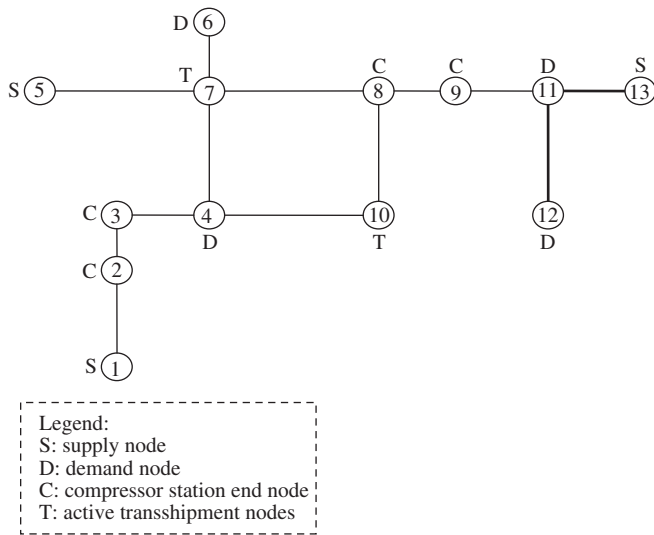 D 6
T C C D S
S 5 7 8 9 11 13
C 3 4 10 12
D T D
C 2
S 1
Legend:
S: supply node
D: demand node
C: compressor station end node
T: active transshipment nodes